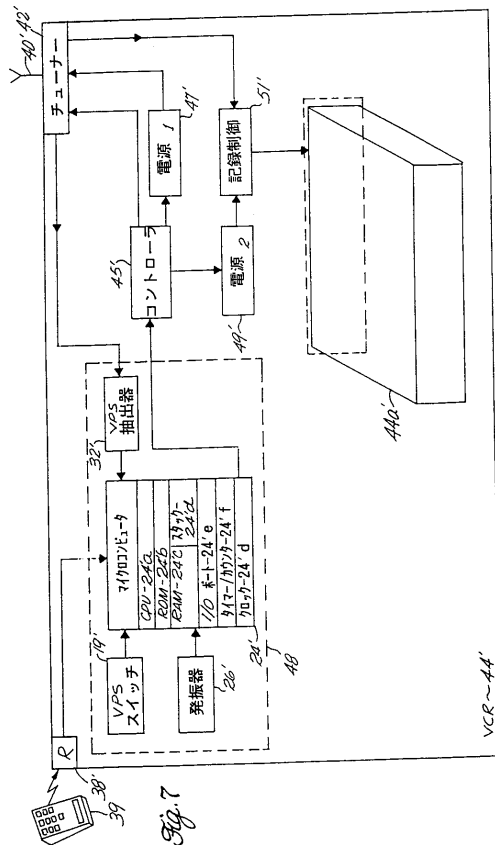 40'
42'
チューナー
電源 1
47'
記録制御
51'
コントローラ
45'
電源 2
49'
VPS
抽出器
32'
マイクロコンピュータ
CPU-24'a
ROM-24'b
RAM-24'c
スタッカー
24'd
I/O ポート-24'e
タイマー/カウンター-24'f
クロック-24'd
24'
VPS
スイッチ
19'
発振器
26'
48
R
38'
39
44a'
VCR~44'
Fig.7